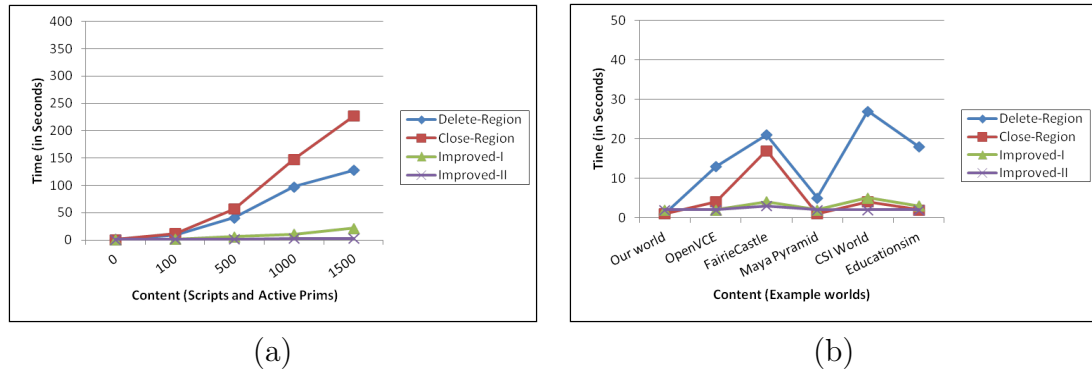 400
350
300
250
200
150
100
50
0
Time (in Seconds)
0
100
500
1000
1500
Content (Scripts and Active Prims)
Delete-Region
Close-Region
Improved-I
Improved-II
(a)
50
40
30
20
10
0
Tine (in Seconds)
Our world
OpenVCE
FairieCastle
Maya Pyramid
CSI World
Educationsim
Content (Example worlds)
Delete-Region
Close-Region
Improved-I
Improved-II
(b)